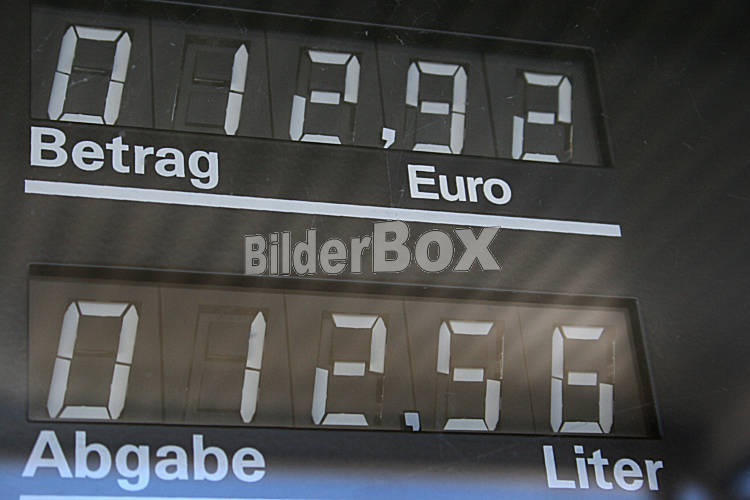 012,92
Betrag Euro
BilderBox
012,56
Abgabe Liter